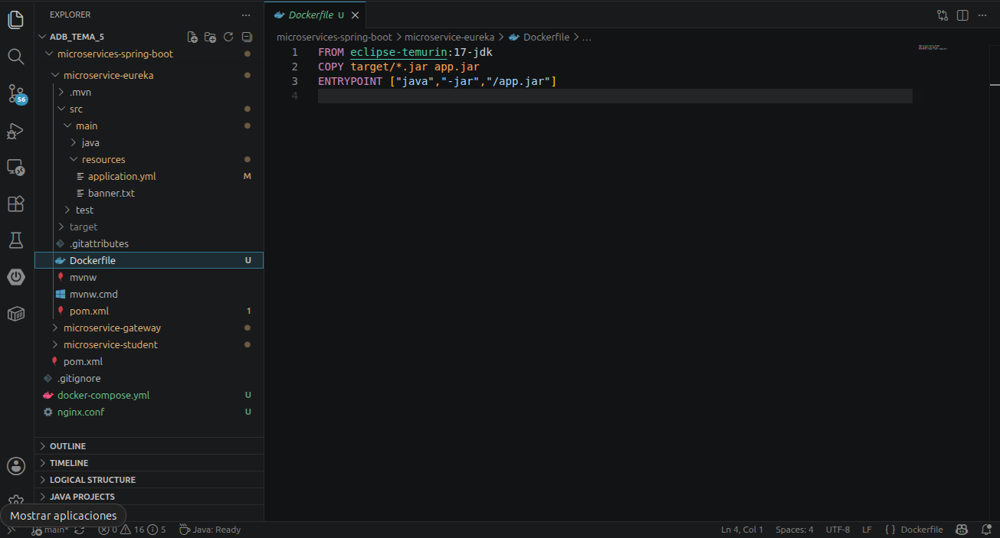 EXPLORER
ADB_TEMA_5
microservices-spring-boot
microservice-eureka
.mvn
src
main
java
resources
application.yml M
banner.txt
test
target
.gitattributes
Dockerfile U
mvnw
mvnw.cmd
pom.xml 1
microservice-gateway
microservice-student
pom.xml
.gitignore
docker-compose.yml U
nginx.conf U
OUTLINE
TIMELINE
LOGICAL STRUCTURE
JAVA PROJECTS
56
Dockerfile U
microservices-spring-boot > microservice-eureka > Dockerfile > ...
1 FROM eclipse-temurin:17-jdk
2 COPY target/*.jar app.jar
3 ENTRYPOINT ["java","-jar","/app.jar"]
4
Mostrar aplicaciones
main* 0 16 5 Java: Ready
Ln 4, Col 1 Spaces: 4 UTF-8 LF { } Dockerfile